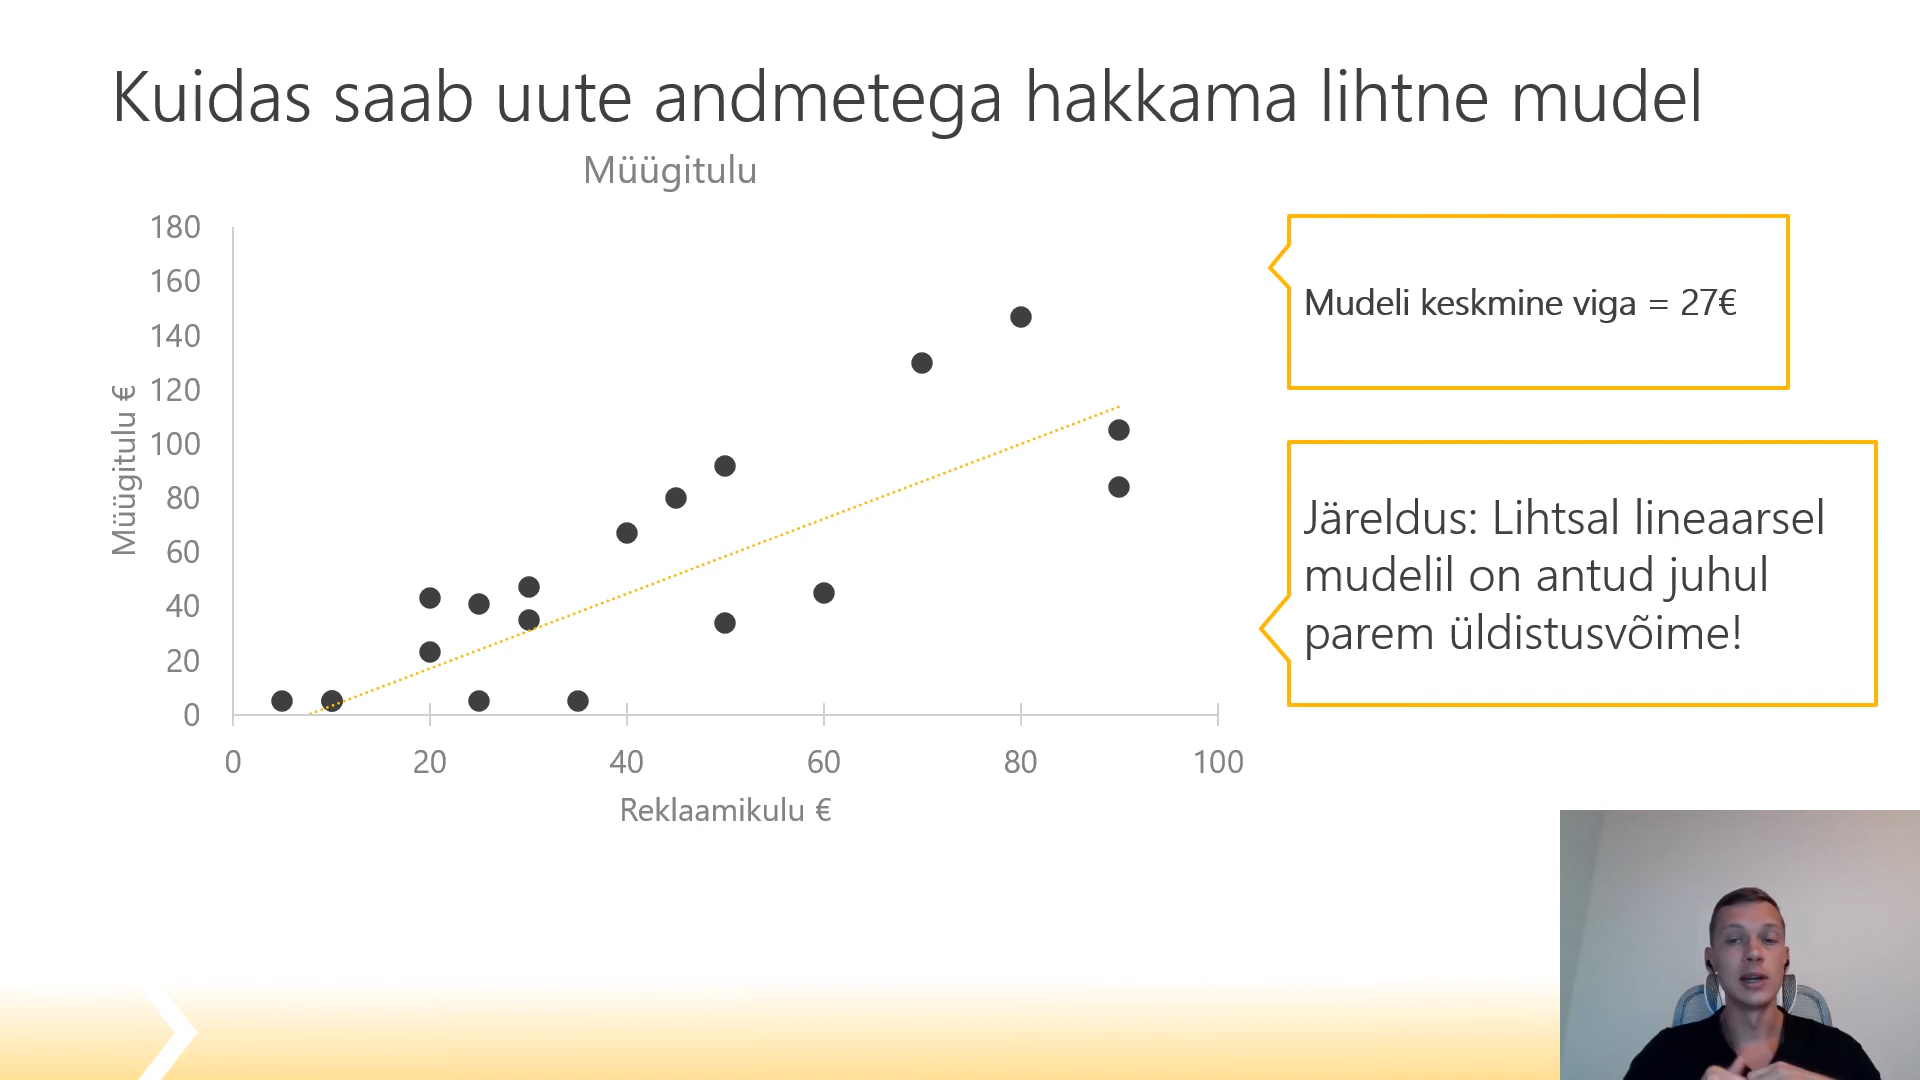 Kuidas saab uute andmetega hakkama lihtne mudel
Müügitulu
180
160
140
120
100
80
60
40
20
0
Müügitulu €
0 20 40 60 80 100
Reklaamikulu €
Mudeli keskmine viga = 27€
Järeldus: Lihtsal lineaarsel
mudelil on antud juhul
parem üldistusvõime!